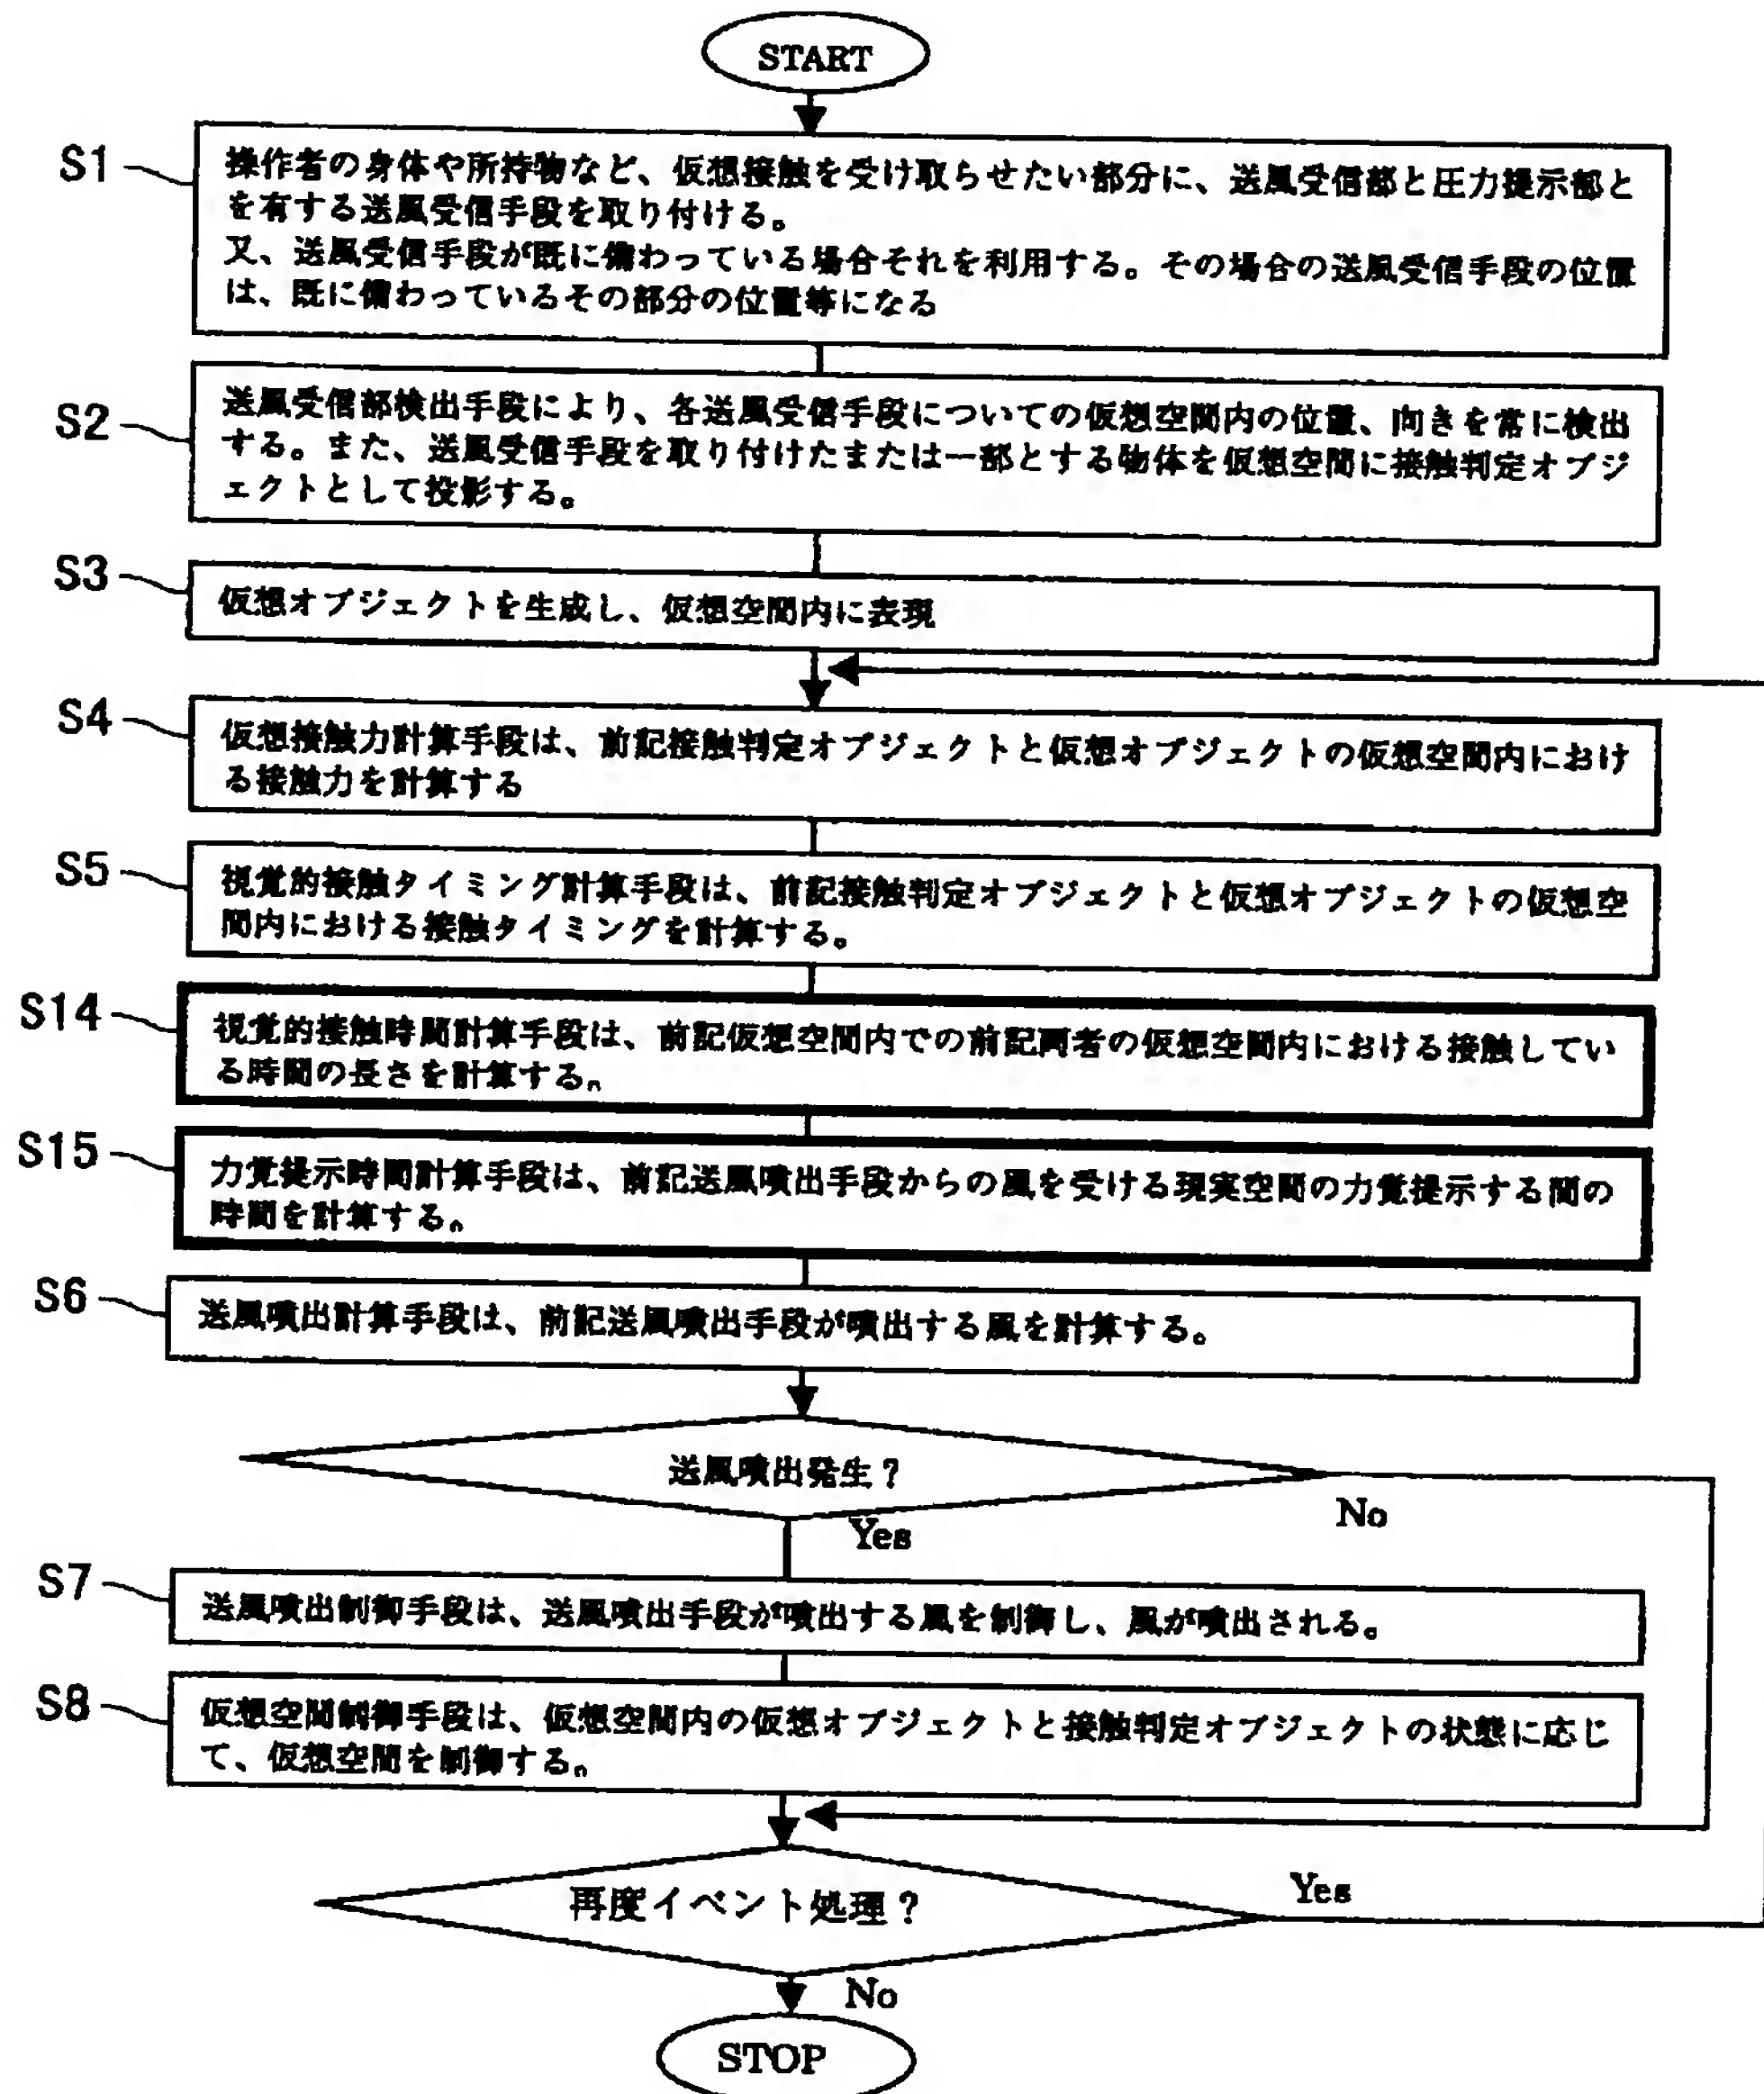 START
S1
操作者の身体や所持物など、仮想接触を受け取らせたい部分に、送風受信部と圧力提示部と
を有する送風受信手段を取り付ける。
又、送風受信手段が既に備わっている場合それを利用する。その場合の送風受信手段の位置
は、既に備わっているその部分の位置等になる
S2
送風受信部検出手段により、各送風受信手段についての仮想空間内の位置、向きを常に検出
する。また、送風受信手段を取り付けたまたは一部とする物体を仮想空間に接触判定オブジ
ェクトとして投影する。
S3
仮想オブジェクトを生成し、仮想空間内に表現
S4
仮想接触力計算手段は、前記接触判定オブジェクトと仮想オブジェクトの仮想空間内におけ
る接触力を計算する
S5
視覚的接触タイミング計算手段は、前記接触判定オブジェクトと仮想オブジェクトの仮想空
間内における接触タイミングを計算する。
S14
視覚的接触時間計算手段は、前記仮想空間内での前記両者の仮想空間内における接触してい
る時間の長さを計算する。
S15
力覚提示時間計算手段は、前記送風噴出手段からの風を受ける現実空間の力覚提示する間の
時間を計算する。
S6
送風噴出計算手段は、前記送風噴出手段が噴出する風を計算する。
送風噴出発生？
No
Yes
S7
送風噴出制御手段は、送風噴出手段が噴出する風を制御し、風が噴出される。
S8
仮想空間制御手段は、仮想空間内の仮想オブジェクトと接触判定オブジェクトの状態に応じ
て、仮想空間を制御する。
再度イベント処理？
Yes
No
STOP